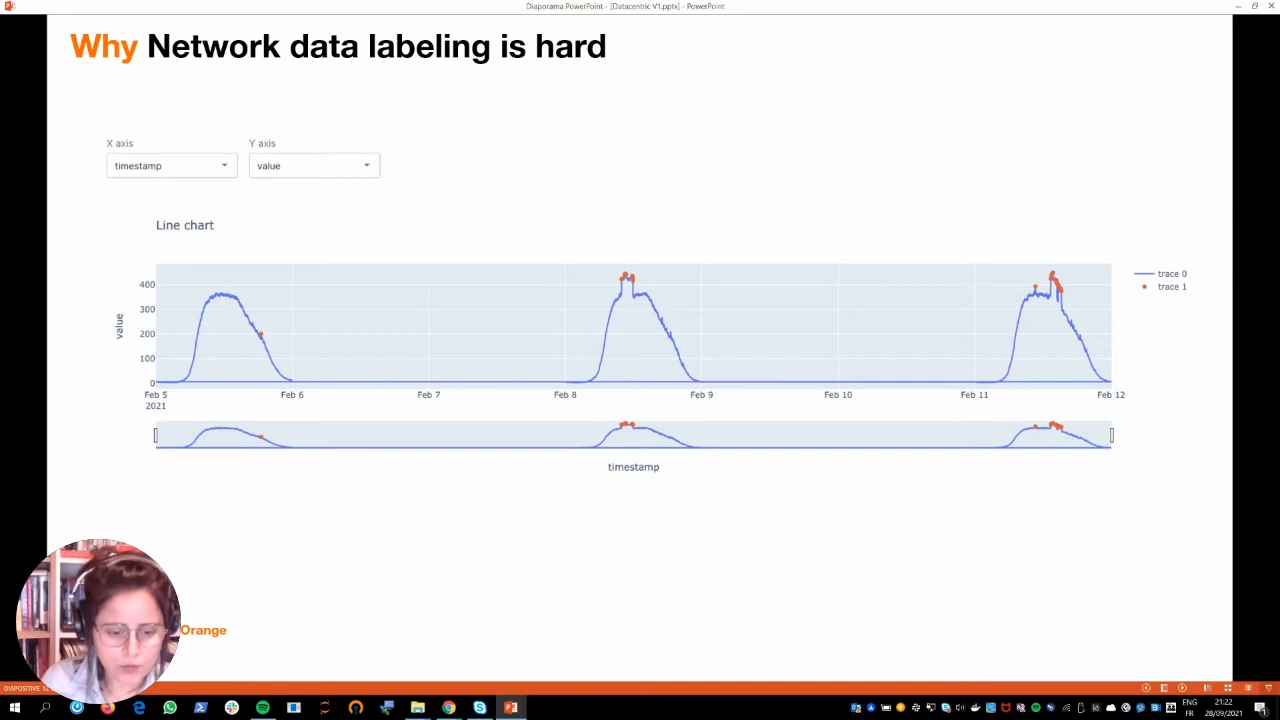 Diaporama PowerPoint - [Datacentric V1.pptx] - PowerPoint
Why Network data labeling is hard
X axis
Y axis
timestamp
value
Line chart
400
300
200
100
0
value
trace 0
trace 1
Feb 5
2021
Feb 6
Feb 7
Feb 8
Feb 9
Feb 10
Feb 11
Feb 12
timestamp
Orange
DIAPOSITIVE
ENG
FR
21:22
28/09/2021